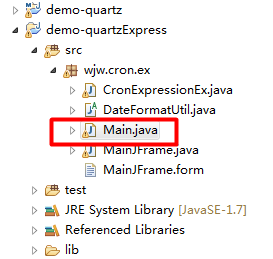 demo-quartz
demo-quartzExpress
src
wjw.cron.ex
CronExpressionEx.java
DateFormatUtil.java
Main.java
MainJFrame.java
MainJFrame.form
test
JRE System Library [JavaSE-1.7]
Referenced Libraries
lib